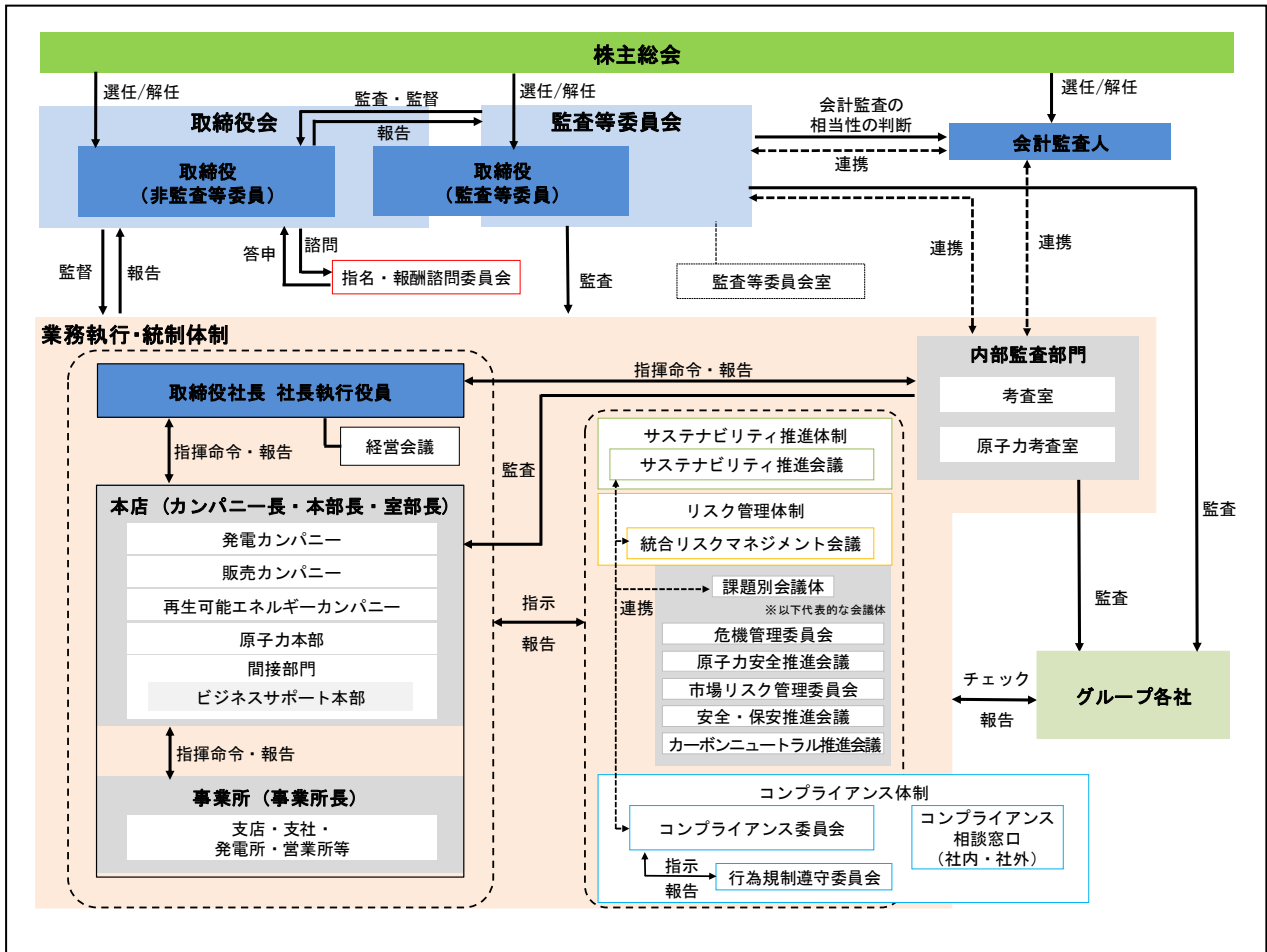 株主総会
選任/解任
選任/解任
選任/解任
取締役会
監査・監督
報告
監査等委員会
会計監査の
相当性の判断
連携
会計監査人
取締役
（非監査等委員）
取締役
（監査等委員）
監督
報告
答申
諮問
指名・報酬諮問委員会
監査
監査等委員会室
連携
連携
業務執行・統制体制
取締役社長 社長執行役員
指揮命令・報告
経営会議
指揮命令・報告
内部監査部門
考査室
原子力考査室
監査
本店（カンパニー長・本部長・室部長）
発電カンパニー
販売カンパニー
再生可能エネルギーカンパニー
原子力本部
間接部門
ビジネスサポート本部
指揮命令・報告
事業所（事業所長）
支店・支社・
発電所・営業所等
指示
報告
サステナビリティ推進体制
サステナビリティ推進会議
リスク管理体制
統合リスクマネジメント会議
連携
課題別会議体
※以下代表的な会議体
危機管理委員会
原子力安全推進会議
市場リスク管理委員会
安全・保安推進会議
カーボンニュートラル推進会議
コンプライアンス体制
コンプライアンス委員会
指示
報告
行為規制遵守委員会
コンプライアンス
相談窓口
（社内・社外）
監査
監査
チェック
報告
グループ各社